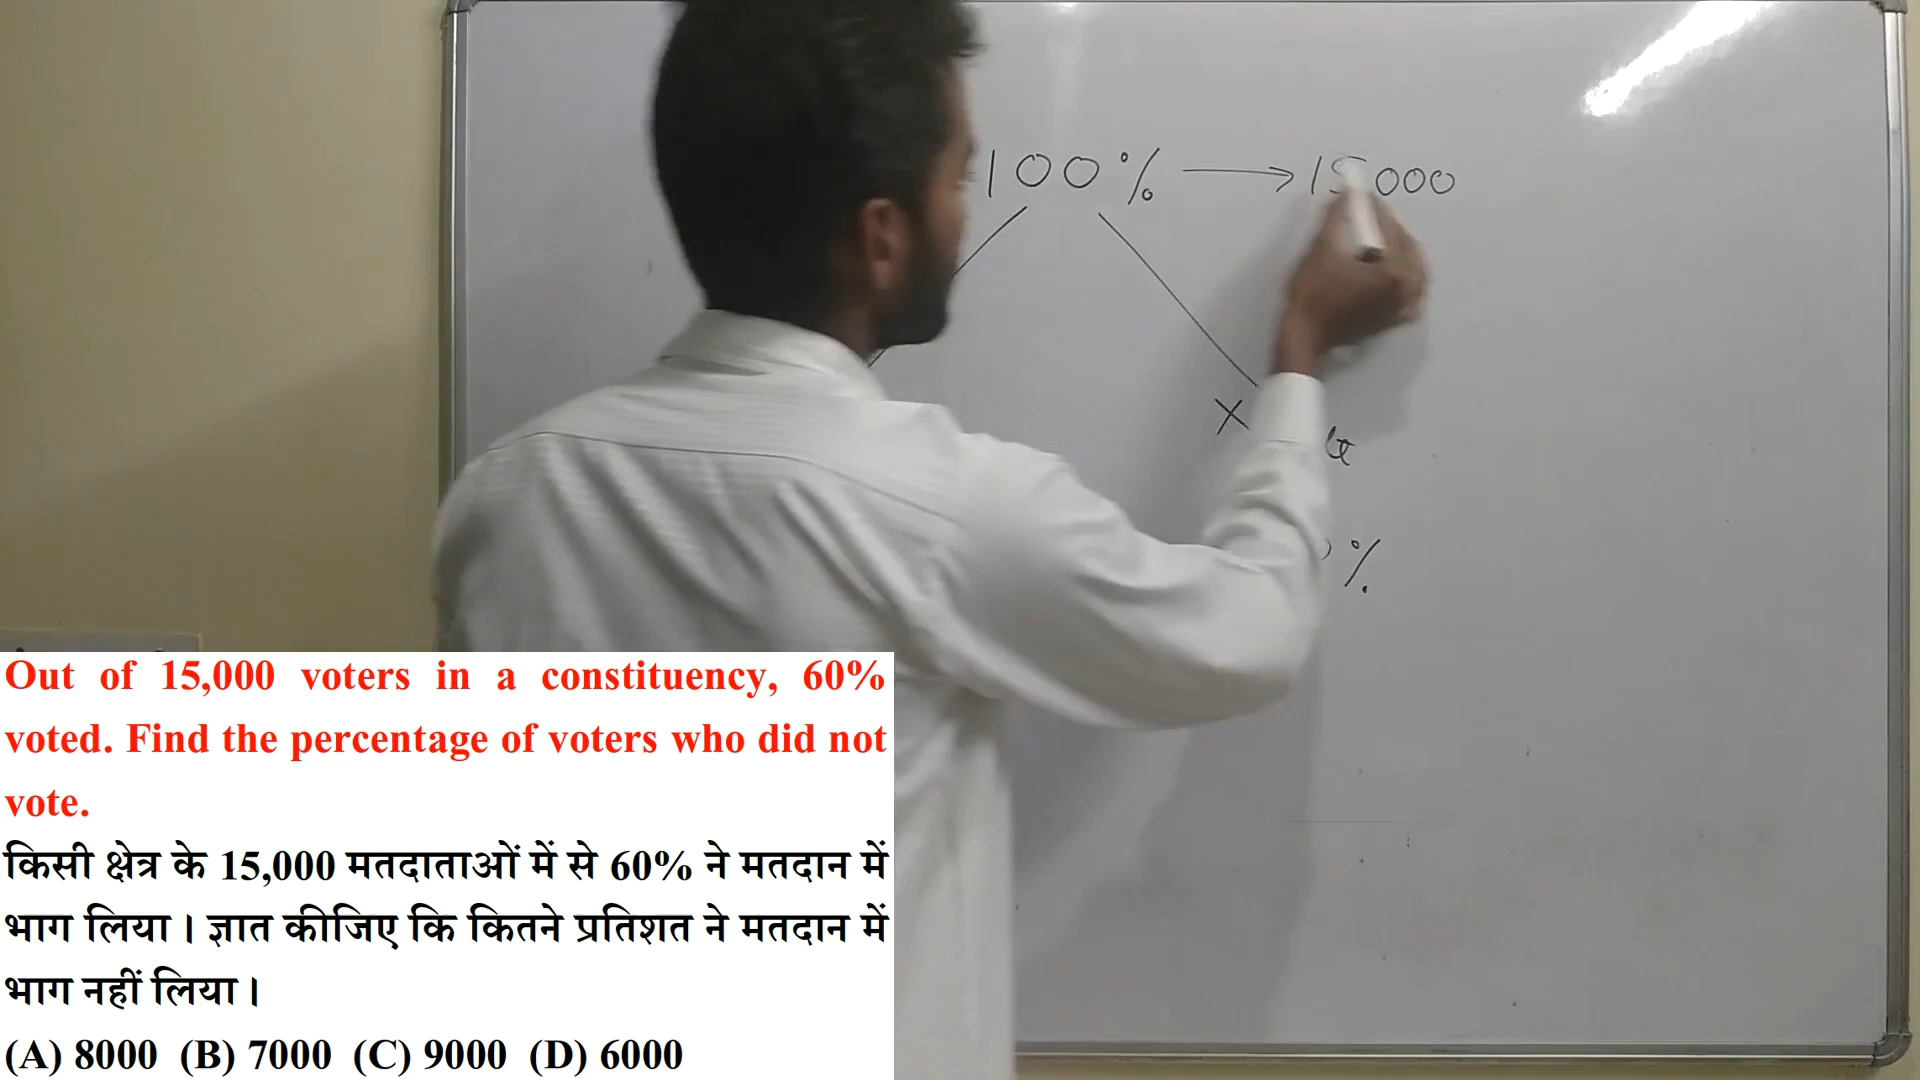 100% → 15000
X
%
Out of 15,000 voters in a constituency, 60%
voted. Find the percentage of voters who did not
vote.
किसी क्षेत्र के 15,000 मतदाताओं में से 60% ने मतदान में
भाग लिया। ज्ञात कीजिए कि कितने प्रतिशत ने मतदान में
भाग नहीं लिया।
(A) 8000 (B) 7000 (C) 9000 (D) 6000